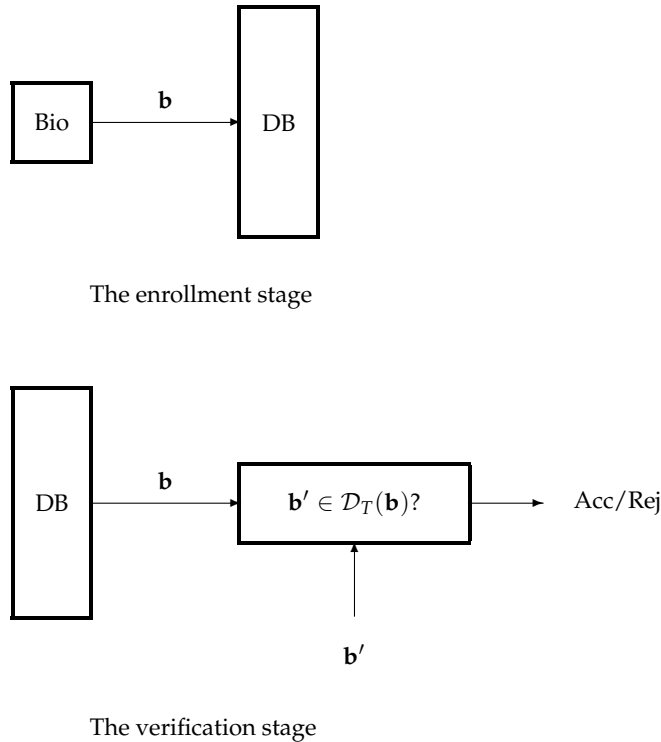 b
Bio
DB
The enrollment stage
b
DB
b′ ∈ 𝒟_T(b)?
Acc/Rej
b′
The verification stage